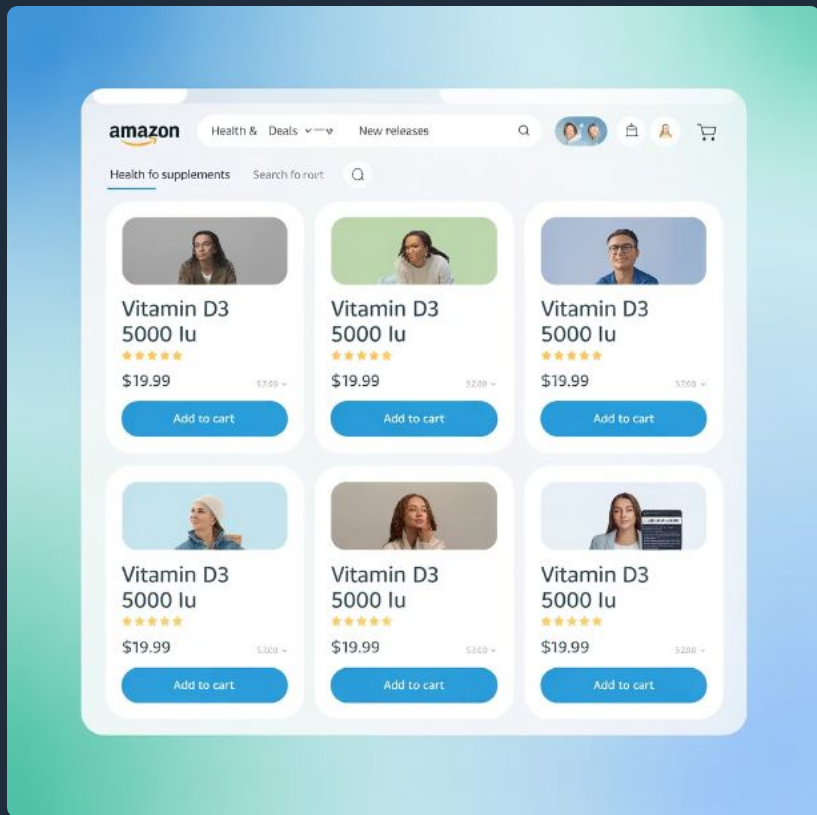 amazon
Health & Deals New releases
Health fo supplements Search fo rort
Vitamin D3
5000 Iu
$19.99
Add to cart
Vitamin D3
5000 Iu
$19.99
Add to cart
Vitamin D3
5000 Iu
$19.99
Add to cart
Vitamin D3
5000 Iu
$19.99
Add to cart
Vitamin D3
5000 Iu
$19.99
Add to cart
Vitamin D3
5000 Iu
$19.99
Add to cart